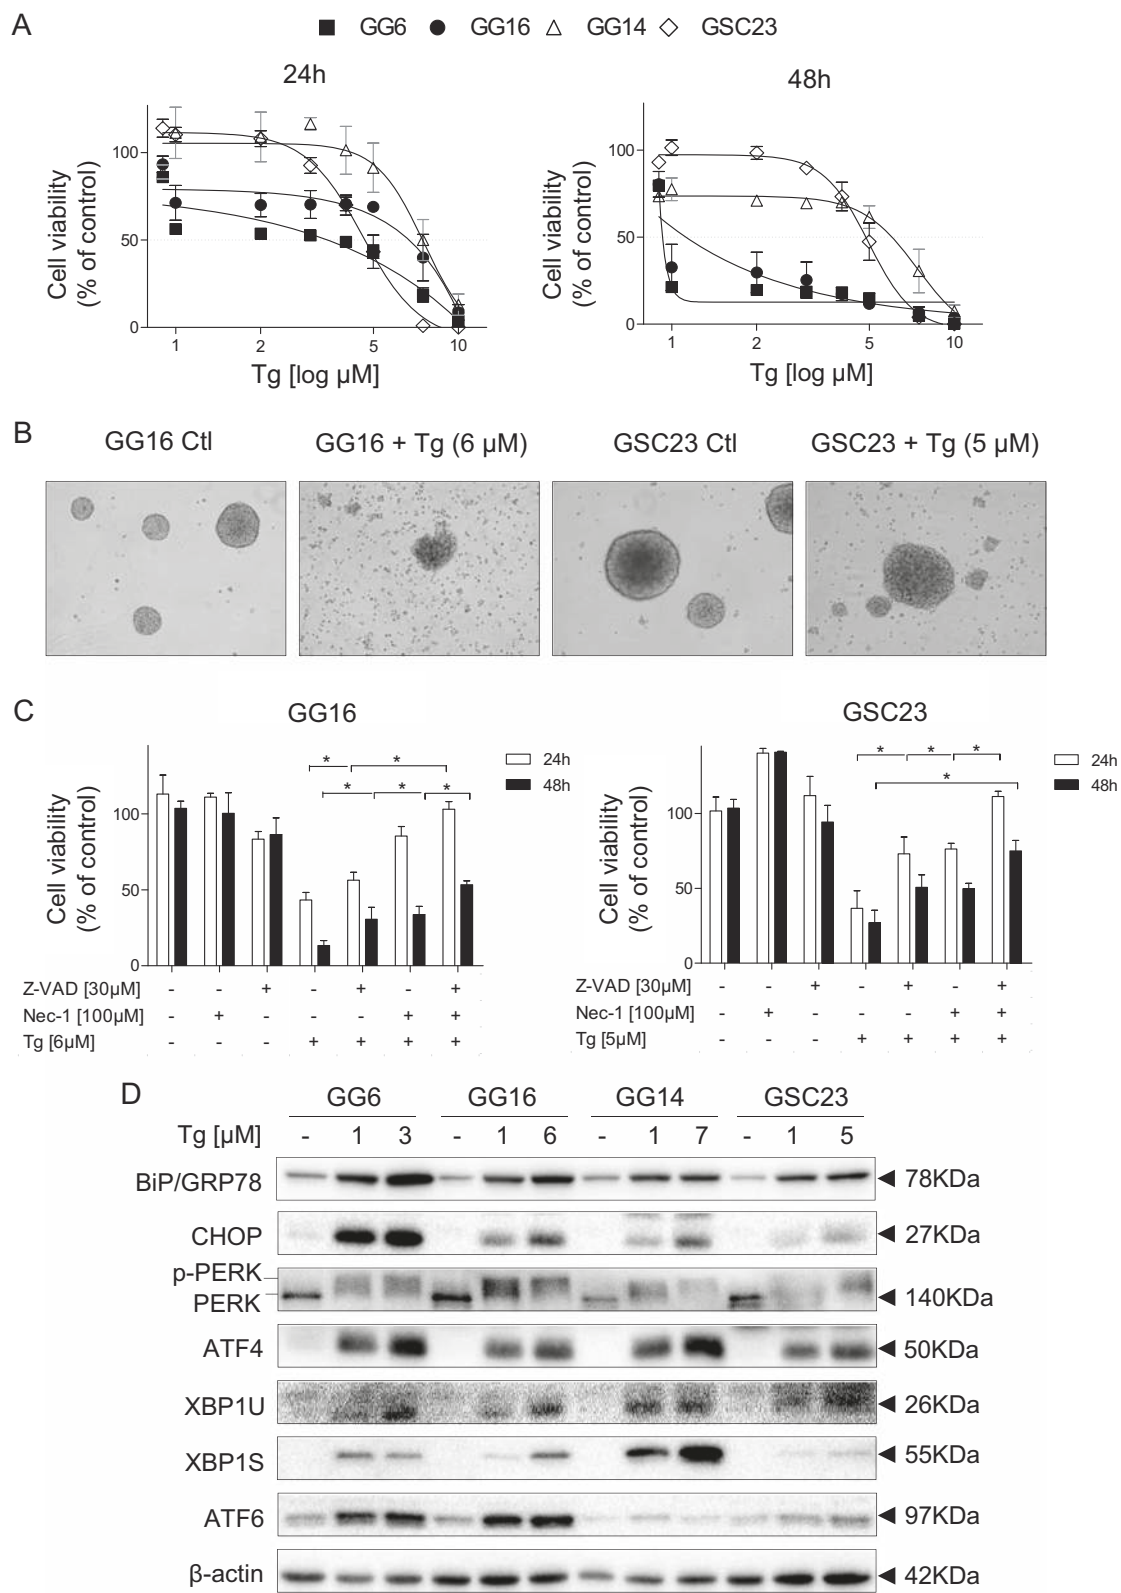 A
GG6 GG16 GG14 GSC23
24h
48h
Cell viability
(% of control)
100
50
0
1 2 5 10
Tg [log µM]
Cell viability
(% of control)
100
50
0
1 2 5 10
Tg [log µM]
B
GG16 Ctl
GG16 + Tg (6 µM)
GSC23 Ctl
GSC23 + Tg (5 µM)
C
GG16
Cell viability
(% of control)
100
50
0
* *
* * *
24h
48h
Z-VAD [30µM] - - + - + - +
Nec-1 [100µM] - + - - - + +
Tg [6µM] - - - + + + +
GSC23
Cell viability
(% of control)
100
50
0
* * *
*
24h
48h
Z-VAD [30µM] - - + - + - +
Nec-1 [100µM] - + - - - + +
Tg [5µM] - - - + + + +
D
GG6 GG16 GG14 GSC23
Tg [µM] - 1 3 - 1 6 - 1 7 - 1 5
BiP/GRP78 78KDa
CHOP 27KDa
p-PERK
PERK 140KDa
ATF4 50KDa
XBP1U 26KDa
XBP1S 55KDa
ATF6 97KDa
β-actin 42KDa